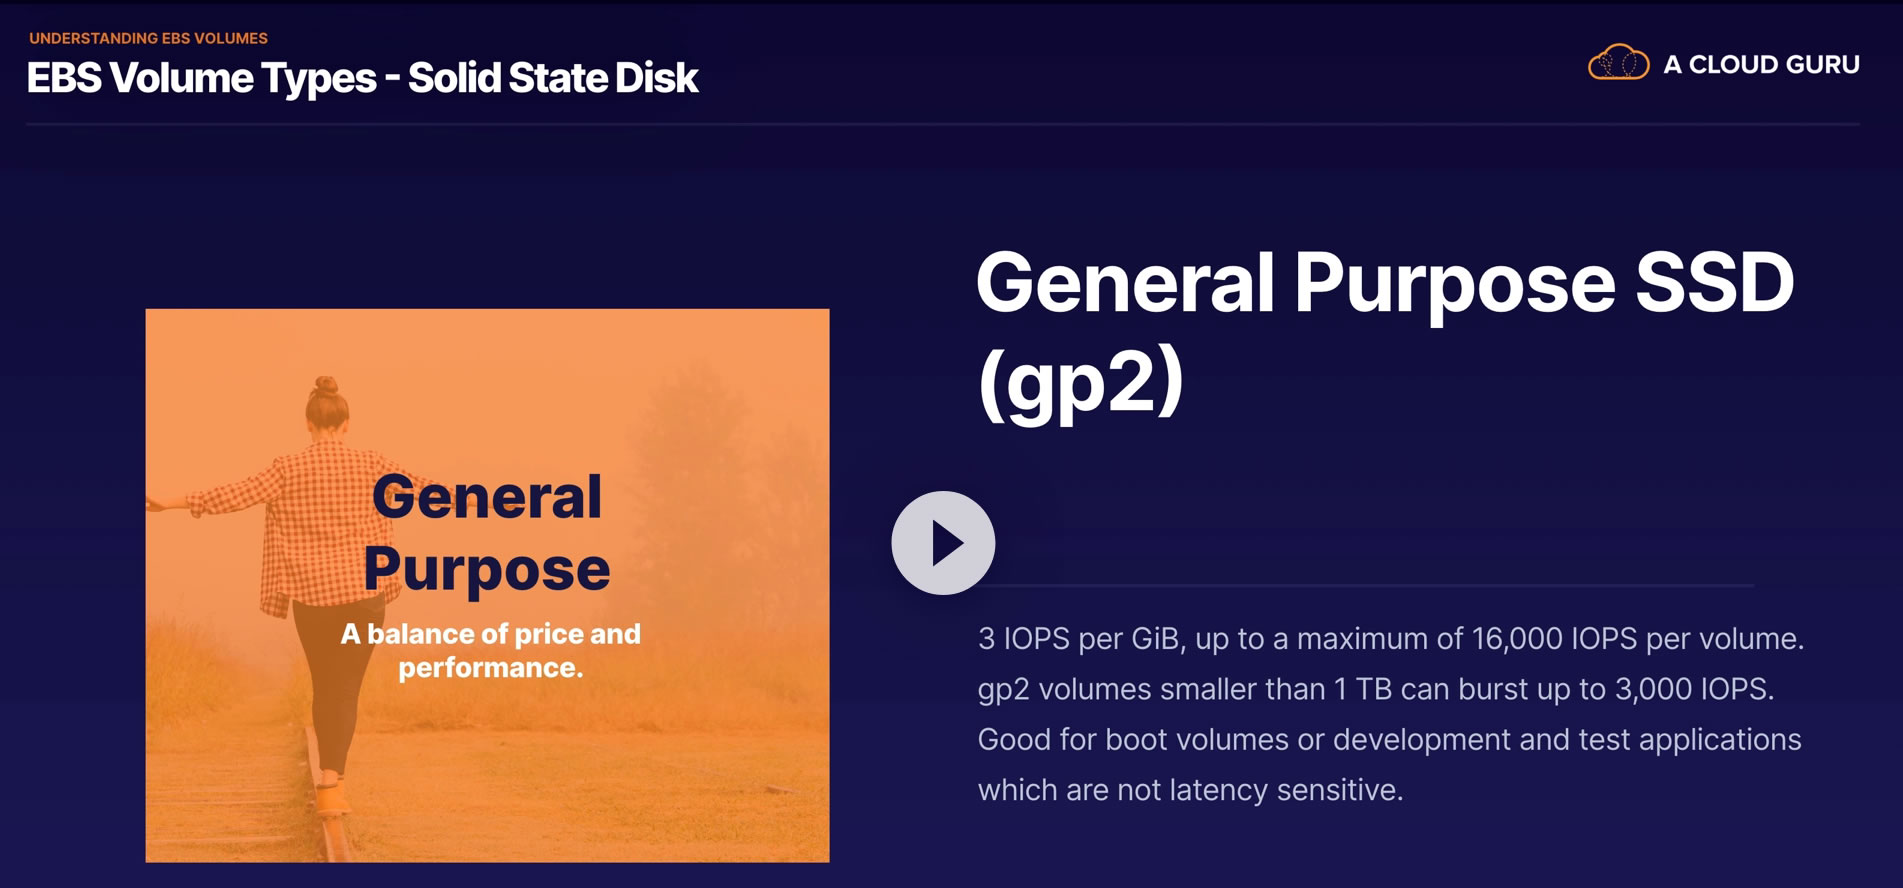 UNDERSTANDING EBS VOLUMES
EBS Volume Types - Solid State Disk
A CLOUD GURU
General
Purpose
A balance of price and
performance.
General Purpose SSD
(gp2)
3 IOPS per GiB, up to a maximum of 16,000 IOPS per volume.
gp2 volumes smaller than 1 TB can burst up to 3,000 IOPS.
Good for boot volumes or development and test applications
which are not latency sensitive.